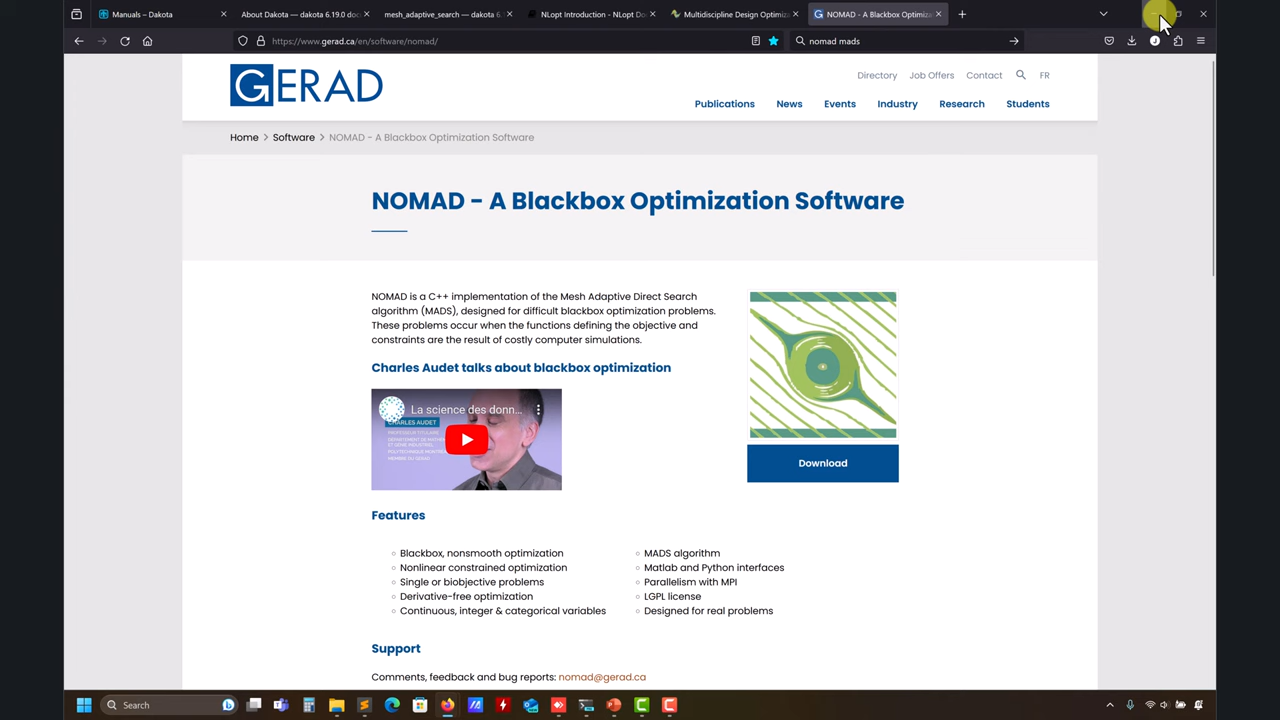 Manuals – Dakota
About Dakota — dakota 6.19.0 doc
mesh_adaptive_search — dakota 6.
NLopt Introduction - NLopt Doc
Multidiscipline Design Optimiza
NOMAD - A Blackbox Optimizat
https://www.gerad.ca/en/software/nomad/
nomad mads
GERAD
Directory Job Offers Contact FR
Publications News Events Industry Research Students
Home > Software > NOMAD - A Blackbox Optimization Software
NOMAD - A Blackbox Optimization Software
NOMAD is a C++ implementation of the Mesh Adaptive Direct Search
algorithm (MADS), designed for difficult blackbox optimization problems.
These problems occur when the functions defining the objective and
constraints are the result of costly computer simulations.
Charles Audet talks about blackbox optimization
La science des donn...
CHARLES AUDET
Download
Features
Blackbox, nonsmooth optimization
Nonlinear constrained optimization
Single or biobjective problems
Derivative-free optimization
Continuous, integer & categorical variables
MADS algorithm
Matlab and Python interfaces
Parallelism with MPI
LGPL license
Designed for real problems
Support
Comments, feedback and bug reports: nomad@gerad.ca
Search